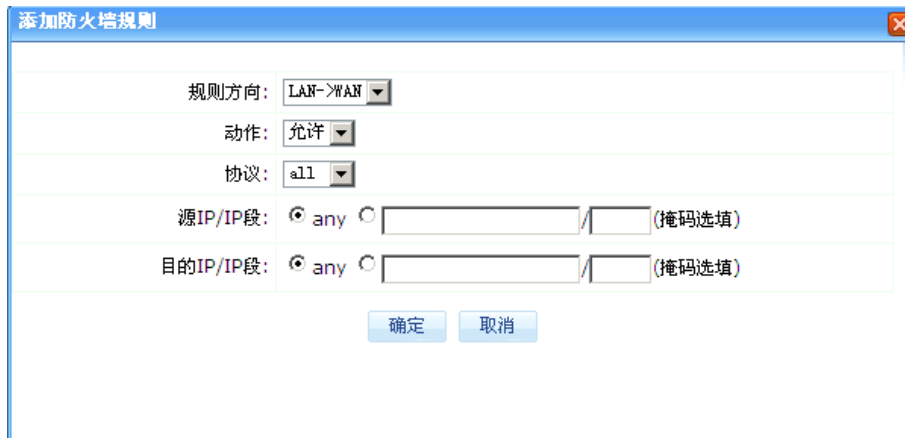 添加防火墙规则
规则方向: LAN->WAN
动作: 允许
协议: all
源IP/IP段: any / (掩码选填)
目的IP/IP段: any / (掩码选填)
确定 取消